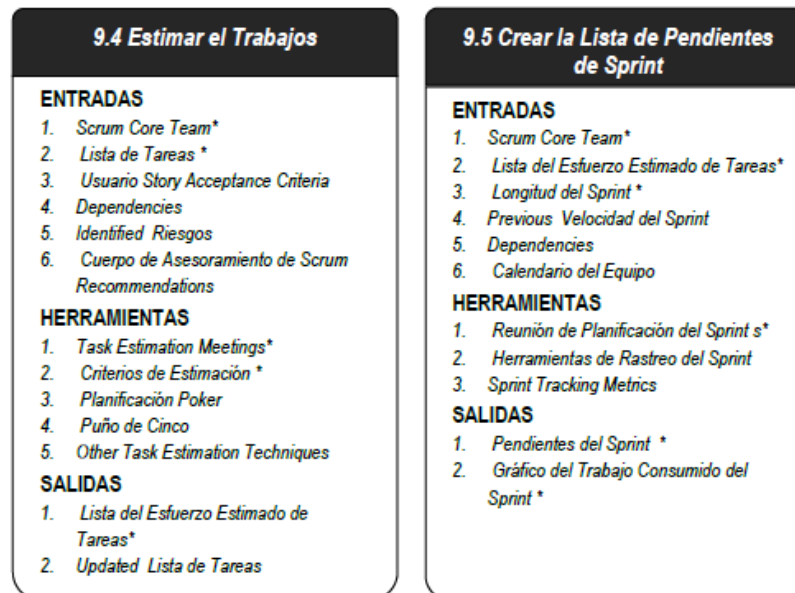 9.4 Estimar el Trabajos
ENTRADAS
1. Scrum Core Team*
2. Lista de Tareas *
3. Usuario Story Acceptance Criteria
4. Dependencies
5. Identified Riesgos
6. Cuerpo de Asesoramiento de Scrum
Recommendations
HERRAMIENTAS
1. Task Estimation Meetings*
2. Criterios de Estimación *
3. Planificación Poker
4. Puño de Cinco
5. Other Task Estimation Techniques
SALIDAS
1. Lista del Esfuerzo Estimado de
Tareas*
2. Updated Lista de Tareas
9.5 Crear la Lista de Pendientes
de Sprint
ENTRADAS
1. Scrum Core Team*
2. Lista del Esfuerzo Estimado de Tareas*
3. Longitud del Sprint *
4. Previous Velocidad del Sprint
5. Dependencies
6. Calendario del Equipo
HERRAMIENTAS
1. Reunión de Planificación del Sprint s*
2. Herramientas de Rastreo del Sprint
3. Sprint Tracking Metrics
SALIDAS
1. Pendientes del Sprint *
2. Gráfico del Trabajo Consumido del
Sprint *